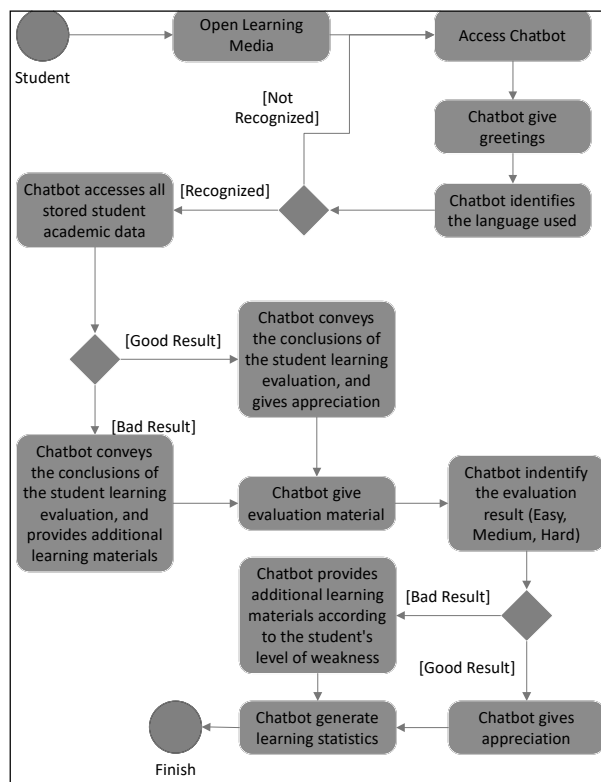 Open Learning
Media
Access Chatbot
Student
[Not
Recognized]
Chatbot give
greetings
Chatbot identifies
the language used
[Recognized]
Chatbot accesses all
stored student
academic data
[Good Result]
Chatbot conveys
the conclusions of
the student learning
evaluation, and
gives appreciation
[Bad Result]
Chatbot conveys
the conclusions of
the student learning
evaluation, and
provides additional
learning materials
Chatbot give
evaluation material
Chatbot indentify
the evaluation
result (Easy,
Medium, Hard)
[Bad Result]
Chatbot provides
additional learning
materials according
to the student's
level of weakness
[Good Result]
Chatbot gives
appreciation
Chatbot generate
learning statistics
Finish